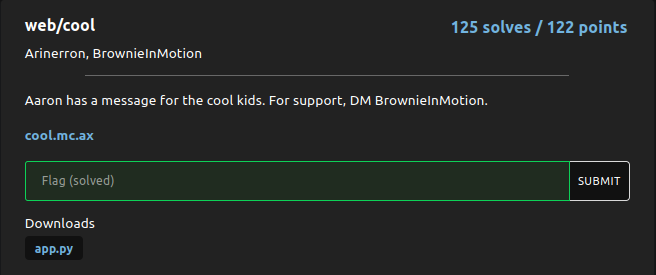 web/cool
125 solves / 122 points
Arinerron, BrownieInMotion
Aaron has a message for the cool kids. For support, DM BrownieInMotion.
cool.mc.ax
Flag (solved)
SUBMIT
Downloads
app.py